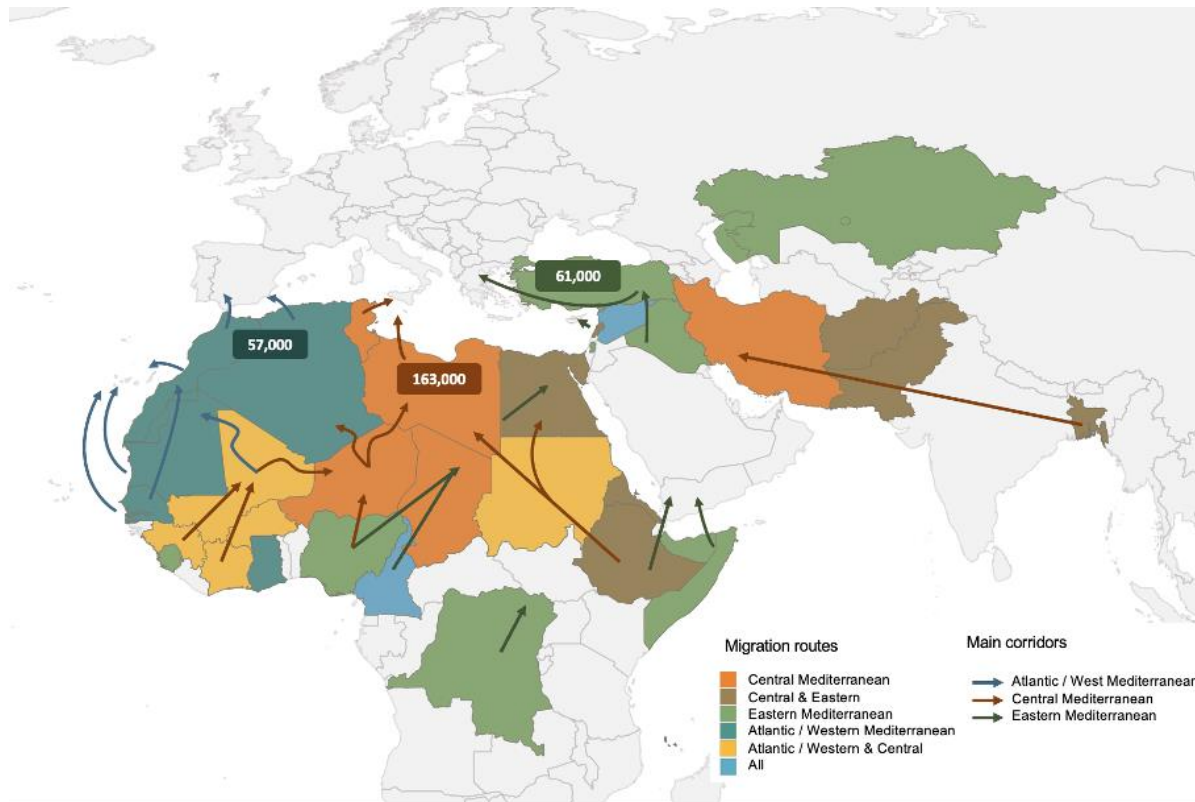 61,000
57,000
163,000
Migration routes
Central Mediterranean
Central & Eastern
Eastern Mediterranean
Atlantic / Western Mediterranean
Atlantic / Western & Central
All
Main corridors
Atlantic / West Mediterranean
Central Mediterranean
Eastern Mediterranean